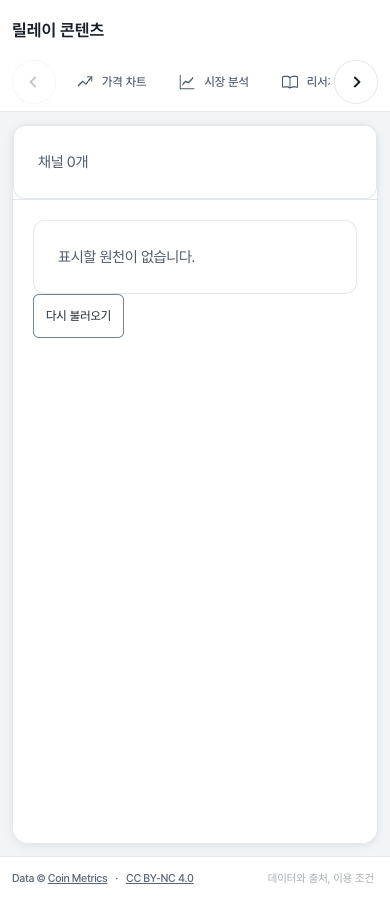 릴레이 콘텐츠
가격 차트 시장 분석 리서
채널 0개
표시할 원천이 없습니다.
다시 불러오기
Data © Coin Metrics · CC BY-NC 4.0 데이터와 출처, 이용 조건